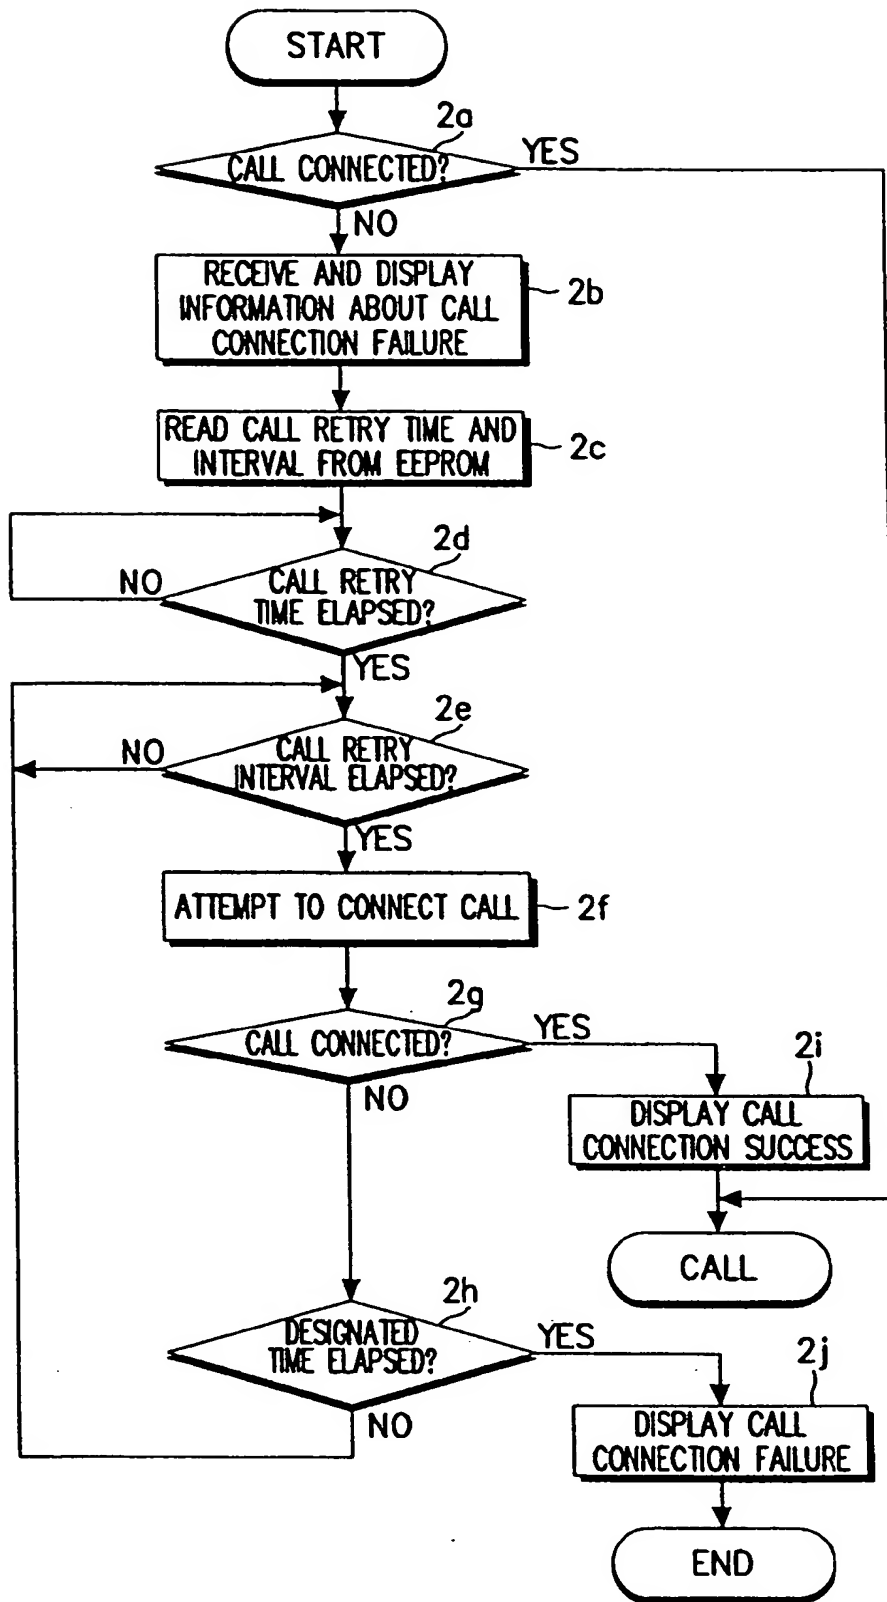 START
2a
CALL CONNECTED?
YES
NO
RECEIVE AND DISPLAY
INFORMATION ABOUT CALL
CONNECTION FAILURE
2b
READ CALL RETRY TIME AND
INTERVAL FROM EEPROM
2c
2d
CALL RETRY
TIME ELAPSED?
NO
YES
2e
CALL RETRY
INTERVAL ELAPSED?
NO
YES
ATTEMPT TO CONNECT CALL
2f
2g
CALL CONNECTED?
YES
NO
2i
DISPLAY CALL
CONNECTION SUCCESS
CALL
2h
DESIGNATED
TIME ELAPSED?
YES
NO
2j
DISPLAY CALL
CONNECTION FAILURE
END